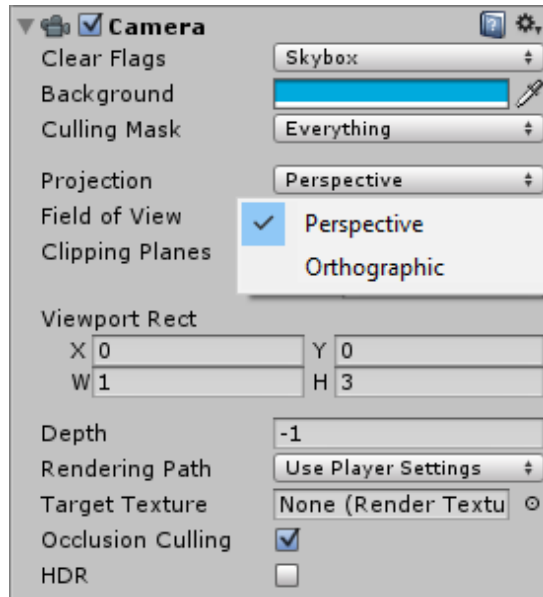 Camera
Clear Flags Skybox
Background
Culling Mask Everything
Projection Perspective
Field of View Perspective
Clipping Planes Orthographic
Viewport Rect
X 0 Y 0
W 1 H 3
Depth -1
Rendering Path Use Player Settings
Target Texture None (Render Textu
Occlusion Culling
HDR